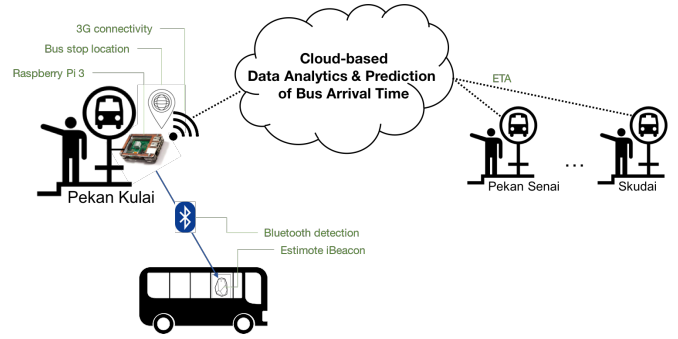 3G connectivity
Bus stop location
Raspberry Pi 3
Cloud-based
Data Analytics & Prediction
of Bus Arrival Time
ETA
Pekan Kulai
Pekan Senai
...
Skudai
Bluetooth detection
Estimote iBeacon